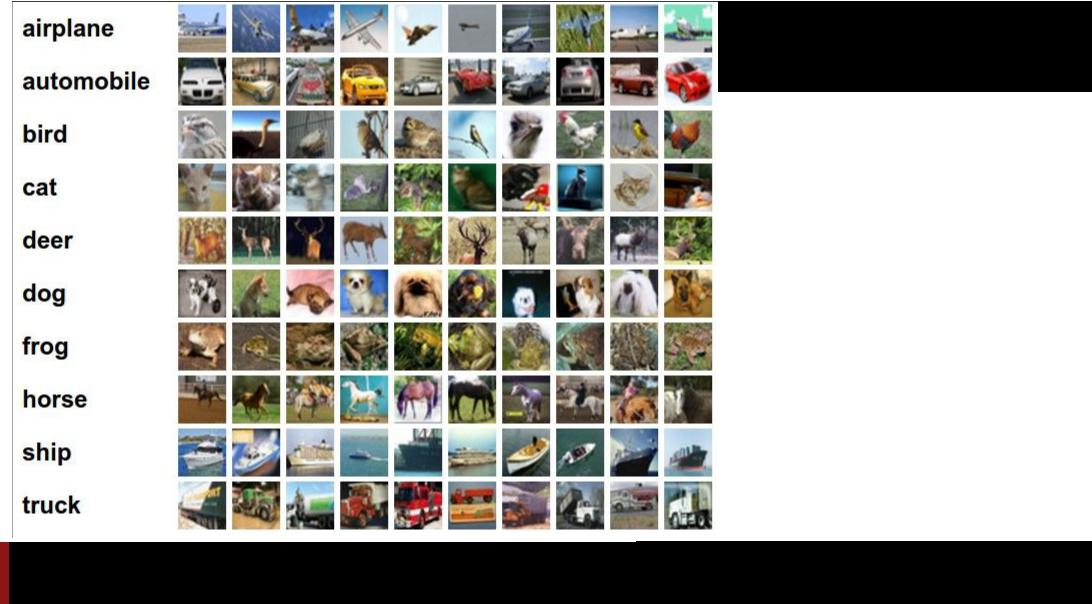 airplane
automobile
bird
cat
deer
dog
frog
horse
ship
truck